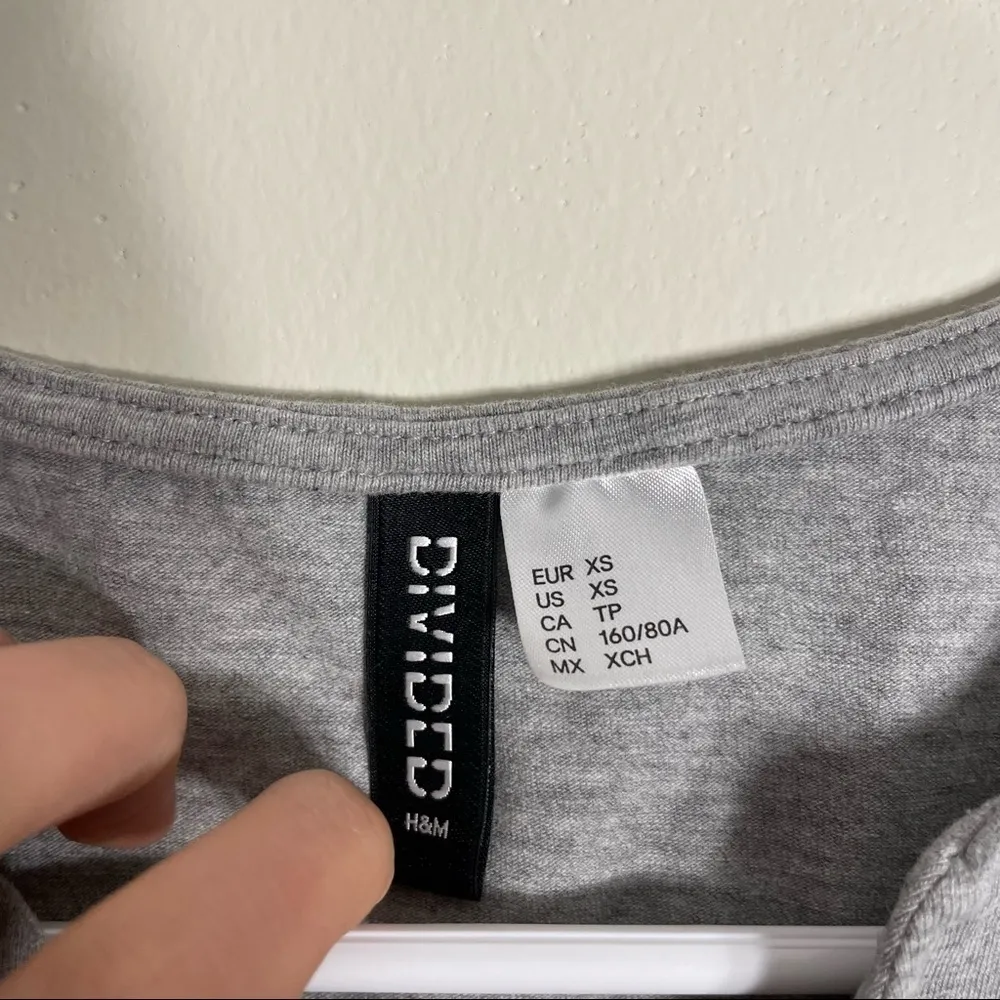 DIVIDED
H&M
EUR XS
US XS
CA TP
CN 160/80A
MX XCH